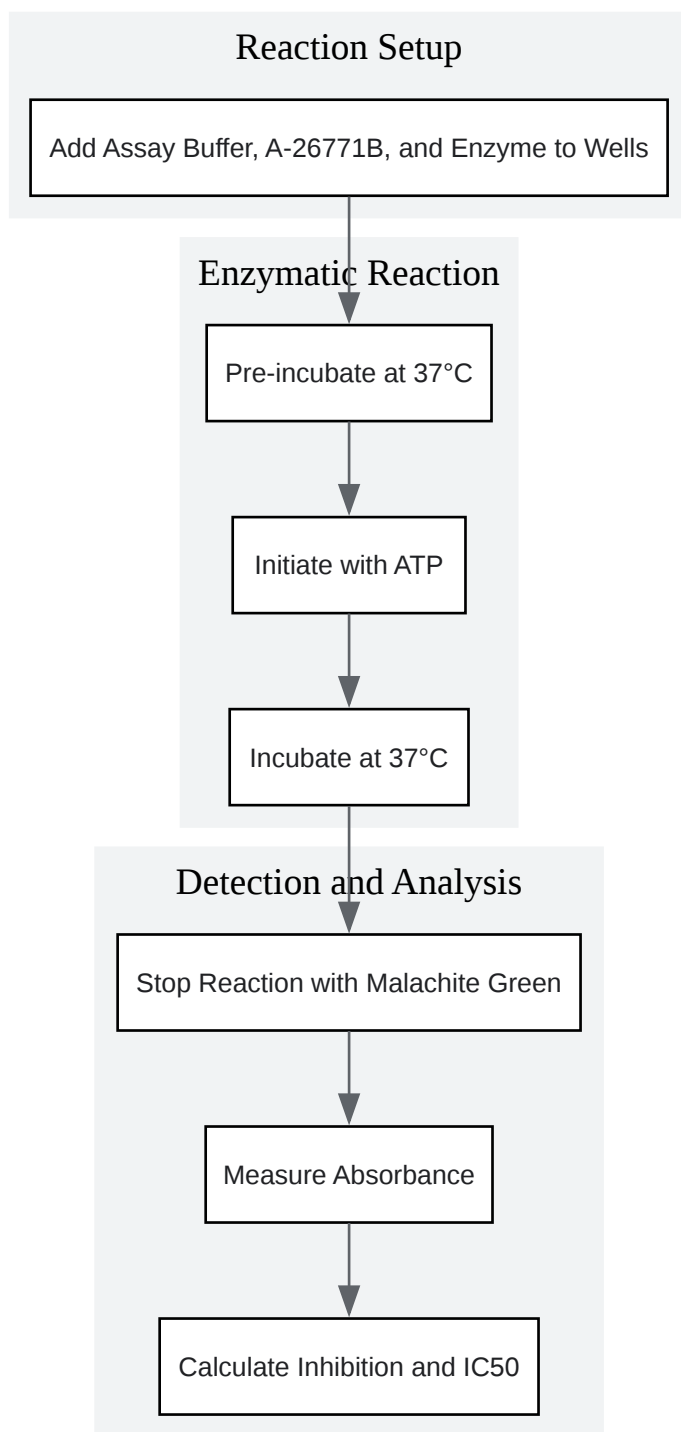 Reaction Setup
Add Assay Buffer, A-26771B, and Enzyme to Wells
Enzymatic Reaction
Pre-incubate at 37°C
Initiate with ATP
Incubate at 37°C
Detection and Analysis
Stop Reaction with Malachite Green
Measure Absorbance
Calculate Inhibition and IC50